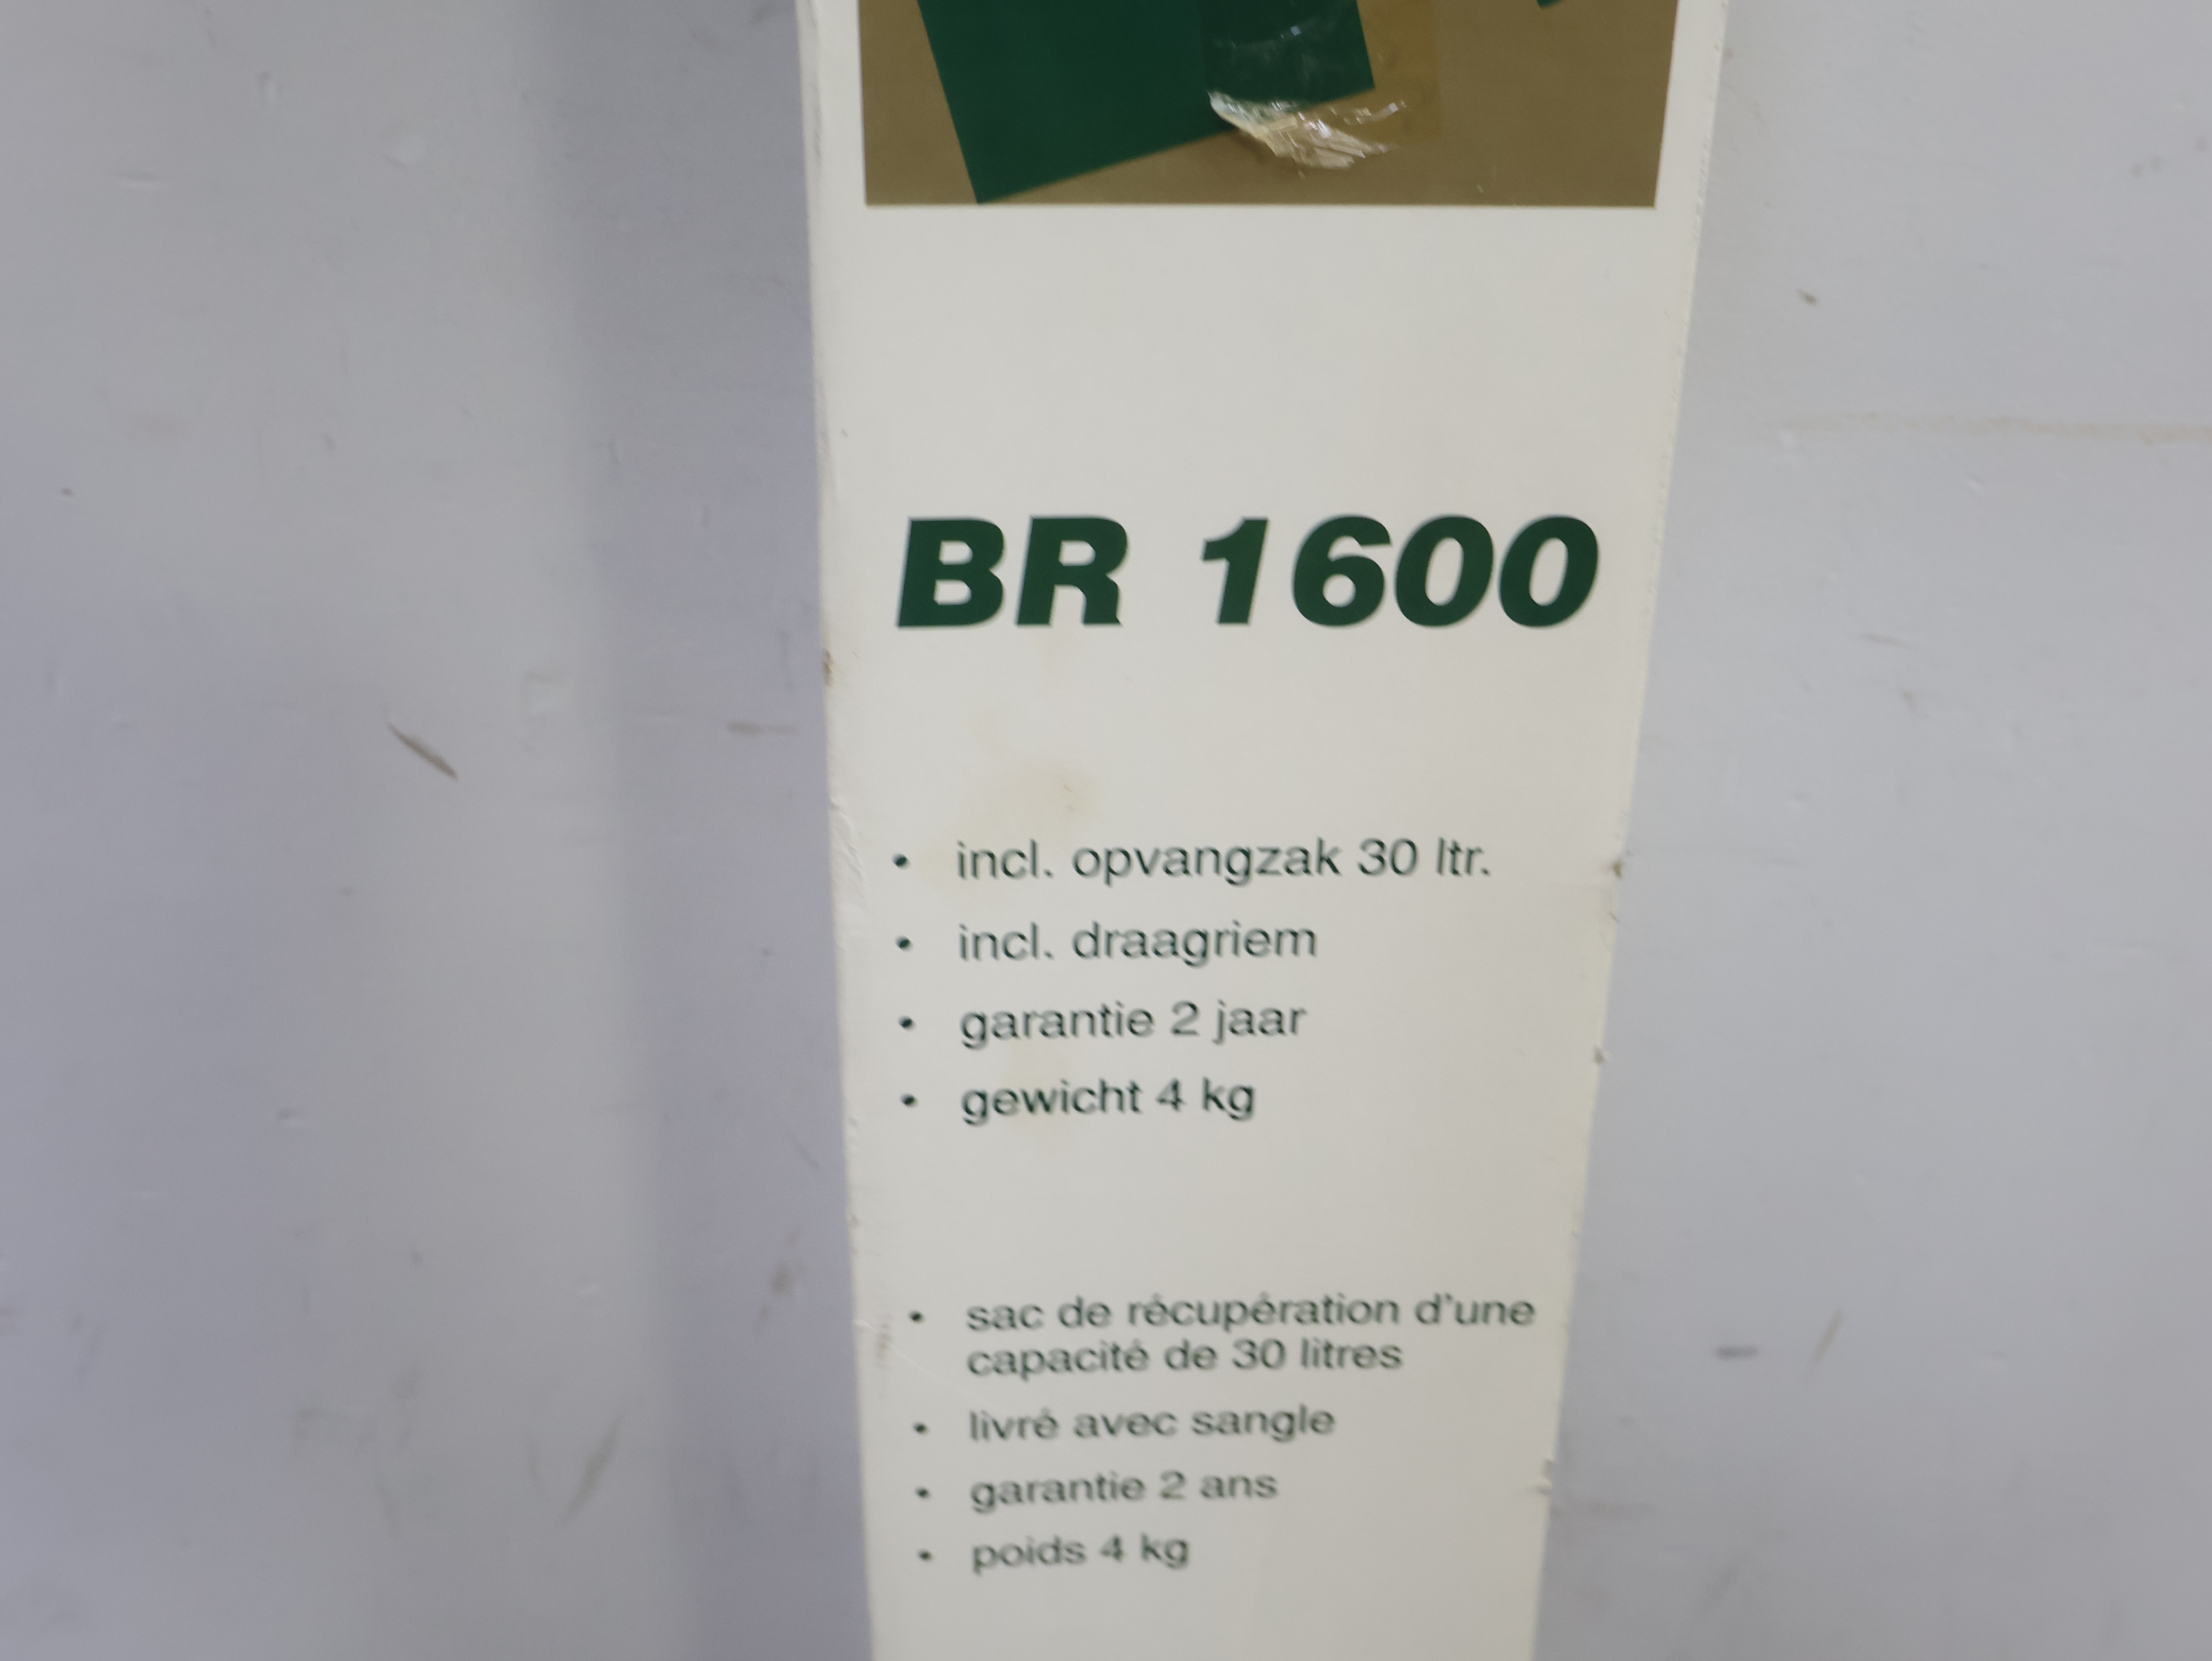 BR 1600
• incl. opvangzak 30 ltr.
• incl. draagriem
• garantie 2 jaar
• gewicht 4 kg
• sac de récupération d'une
capacité de 30 litres
• livré avec sangle
• garantie 2 ans
• poids 4 kg